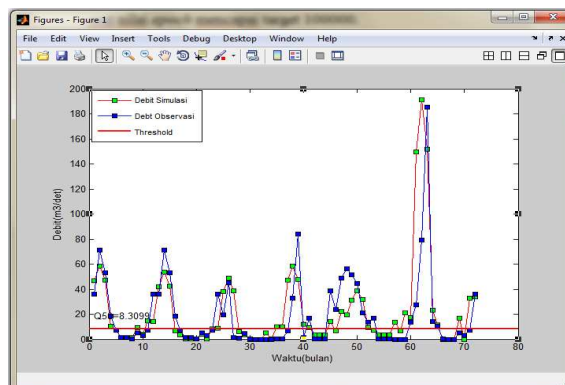 Figures - Figure 1
File Edit View Insert Tools Debug Desktop Window Help
200
180
160
140
120
100
80
60
40
20
0
Debit(m3/det)
Debit Simulasi
Debt Observasi
Threshold
=8.3099
0 10 20 30 40 50 60 70 80
Waktu(bulan)